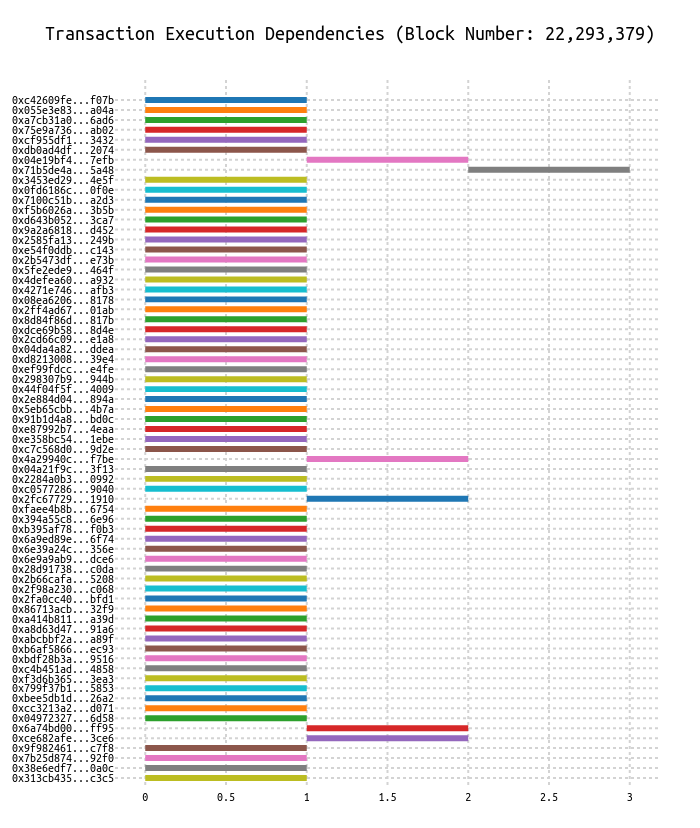 Transaction Execution Dependencies (Block Number: 22,293,379)
0xc42609fe...f07b
0x055e3e83...a04a
0xa7cb31a0...6ad6
0x75e9a736...ab02
0xcf955df1...3432
0xdb0ad4df...2074
0x04e19bf4...7efb
0x71b5de4a...5a48
0x3453ed29...4e5f
0x0fd6186c...0f0e
0x7100c51b...a2d3
0xf5b6026a...3b5b
0xd643b052...3ca7
0x9a2a6818...d452
0x2585fa13...249b
0xe54f0ddb...c143
0x2b5473df...e73b
0x5fe2ede9...464f
0x4defea60...a932
0x4271e746...afb3
0x08ea6206...8178
0x2ff4ad67...01ab
0x8d84f86d...817b
0xdce69b58...8d4e
0x2cd66c09...e1a8
0x04da4a82...ddea
0xd8213008...39e4
0xef99fdcc...e4fe
0x298307b9...944b
0x44f04f5f...4009
0x2e884d04...894a
0x5eb65cbb...4b7a
0x91b1d4a8...bd0c
0xe87992b7...4eaa
0xe358bc54...1ebe
0xc7c568d0...9d2e
0x4a29940c...f7be
0x04a21f9c...3f13
0x2284a0b3...0992
0xc0577286...9040
0x2fc67729...1910
0xfaee4b8b...6754
0x394a55c8...6e96
0xb395af78...f0b3
0x6a9ed89e...6f74
0x6e39a24c...356e
0x6e9a9ab9...dce6
0x28d91738...c0da
0x2b66cafa...5208
0x2f98a230...c068
0x2fa0cc40...bfd1
0x86713acb...32f9
0xa414b811...a39d
0xa8d63d47...91a6
0xabcbbf2a...a89f
0xb6af5866...ec93
0xbdf28b3a...9516
0xc4b451ad...4858
0xf3d6b365...3ea3
0x799f37b1...5853
0xbee5db1d...26a2
0xcc3213a2...d071
0x04972327...6d58
0x6a74bd00...ff95
0xce682afe...3ce6
0x9f982461...c7f8
0x7b25d874...92f0
0x38e6edf7...0a0c
0x313cb435...c3c5
0 0.5 1 1.5 2 2.5 3